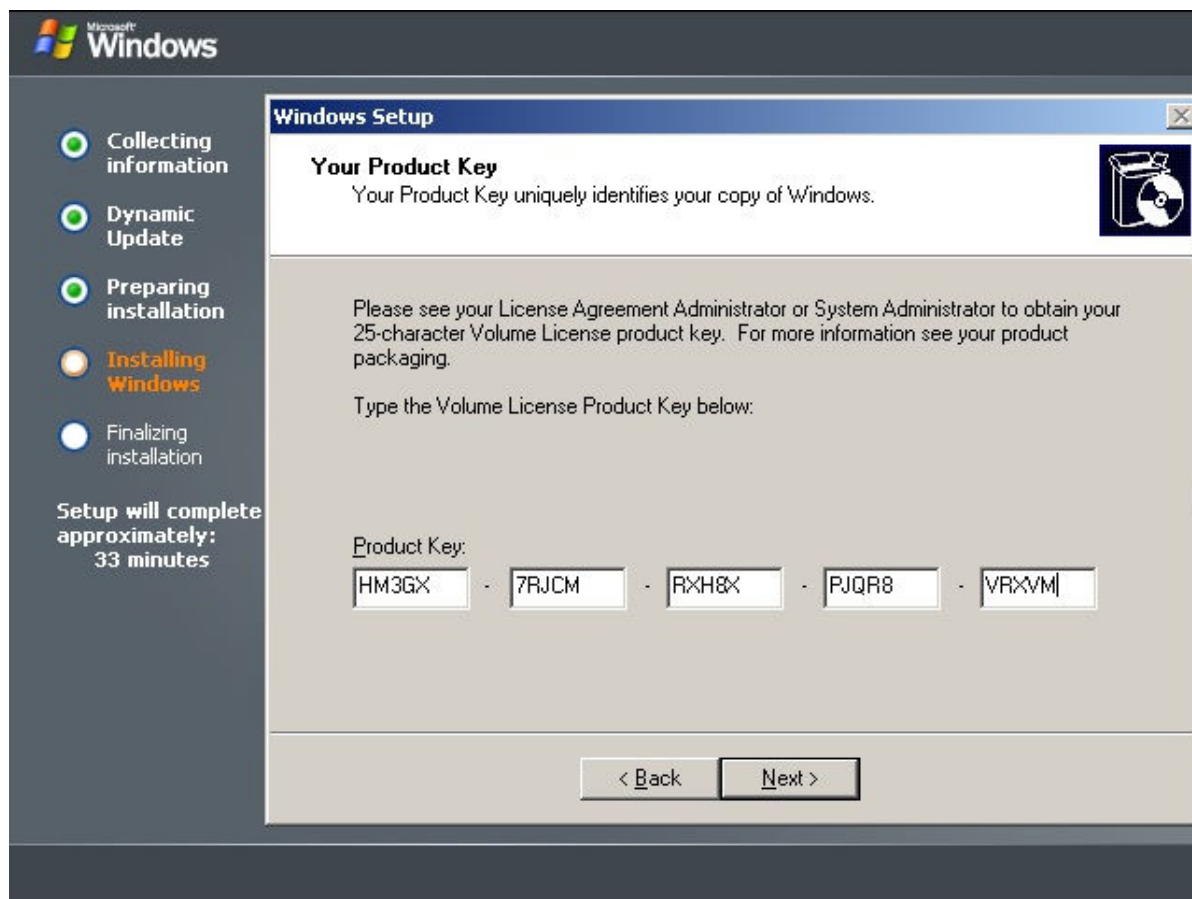 Microsoft
Windows
Collecting
information
Dynamic
Update
Preparing
installation
Installing
Windows
Finalizing
installation
Setup will complete
approximately:
33 minutes
Windows Setup
Your Product Key
Your Product Key uniquely identifies your copy of Windows.
Please see your License Agreement Administrator or System Administrator to obtain your
25-character Volume License product key. For more information see your product
packaging.
Type the Volume License Product Key below:
Product Key:
HM3GX - 7RJCM - RXH8X - PJQR8 - VRXVM
< Back Next >